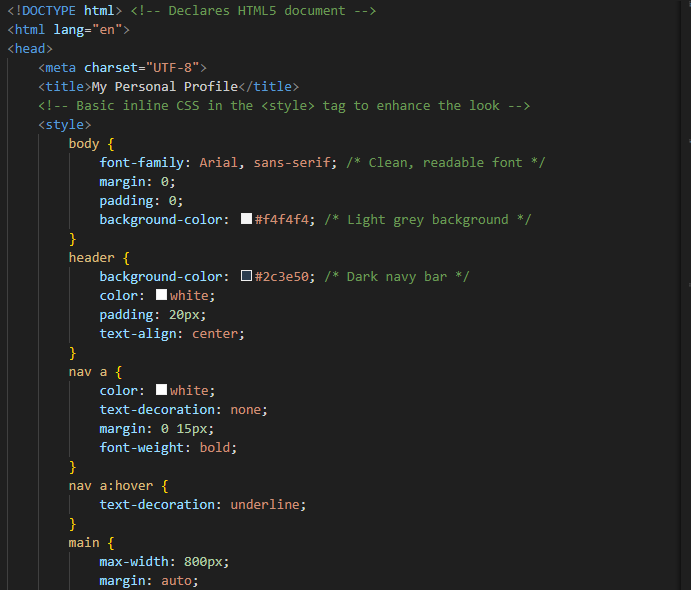 <!DOCTYPE html> <!-- Declares HTML5 document -->
<html lang="en">
<head>
    <meta charset="UTF-8">
    <title>My Personal Profile</title>
    <!-- Basic inline CSS in the <style> tag to enhance the look -->
    <style>
        body {
            font-family: Arial, sans-serif; /* Clean, readable font */
            margin: 0;
            padding: 0;
            background-color: #f4f4f4; /* Light grey background */
        }
        header {
            background-color: #2c3e50; /* Dark navy bar */
            color: white;
            padding: 20px;
            text-align: center;
        }
        nav a {
            color: white;
            text-decoration: none;
            margin: 0 15px;
            font-weight: bold;
        }
        nav a:hover {
            text-decoration: underline;
        }
        main {
            max-width: 800px;
            margin: auto;